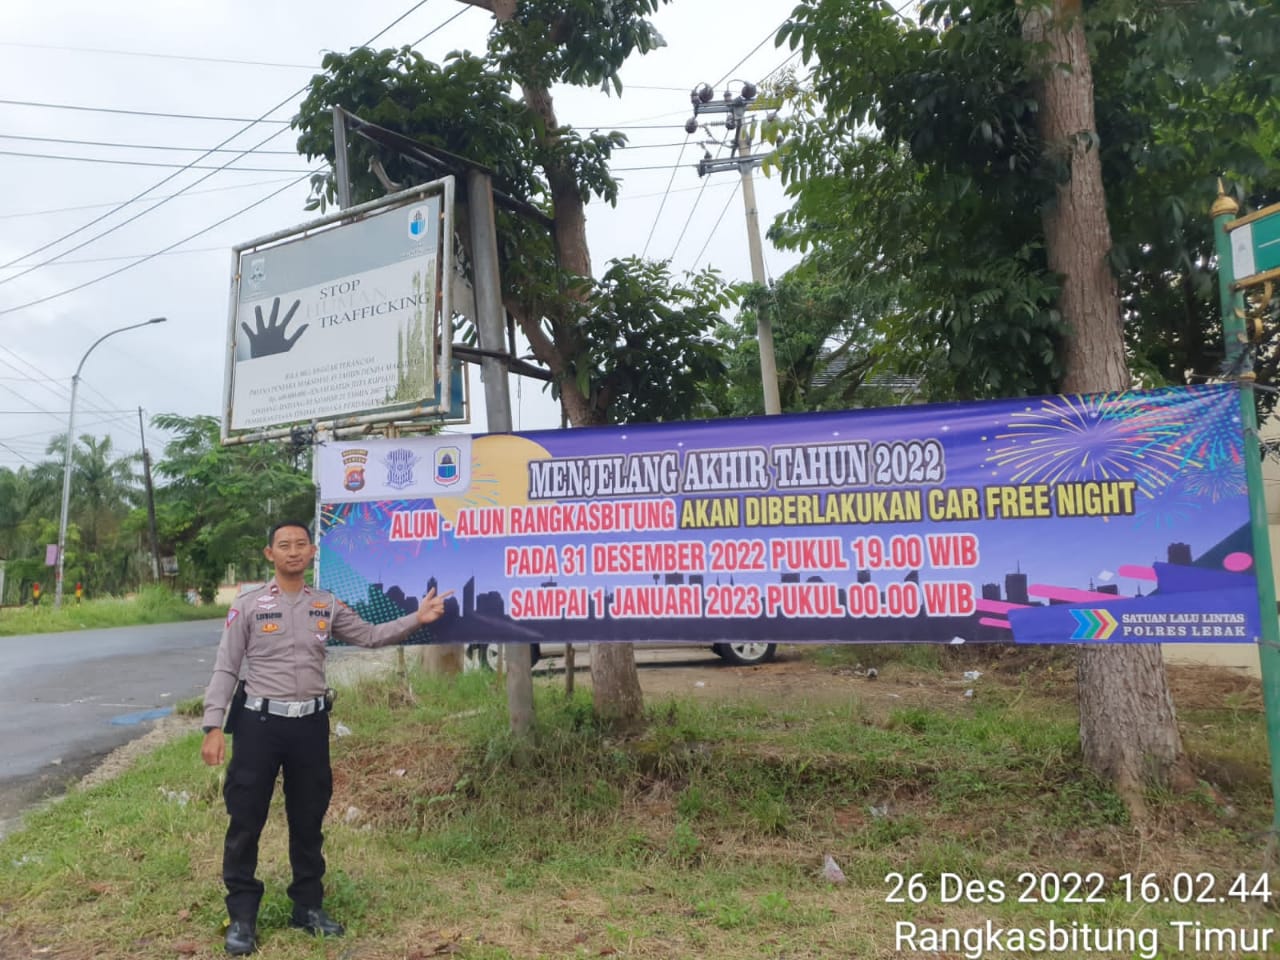 STOP
HUMAN
TRAFFICKING
MENJELANG AKHIR TAHUN 2022
ALUN - ALUN RANGKASBITUNG AKAN DIBERLAKUKAN CAR FREE NIGHT
PADA 31 DESEMBER 2022 PUKUL 19.00 WIB
SAMPAI 1 JANUARI 2023 PUKUL 00.00 WIB
SATUAN LALU LINTAS
POLRES LEBAK
26 Des 2022 16.02.44
Rangkasbitung Timur